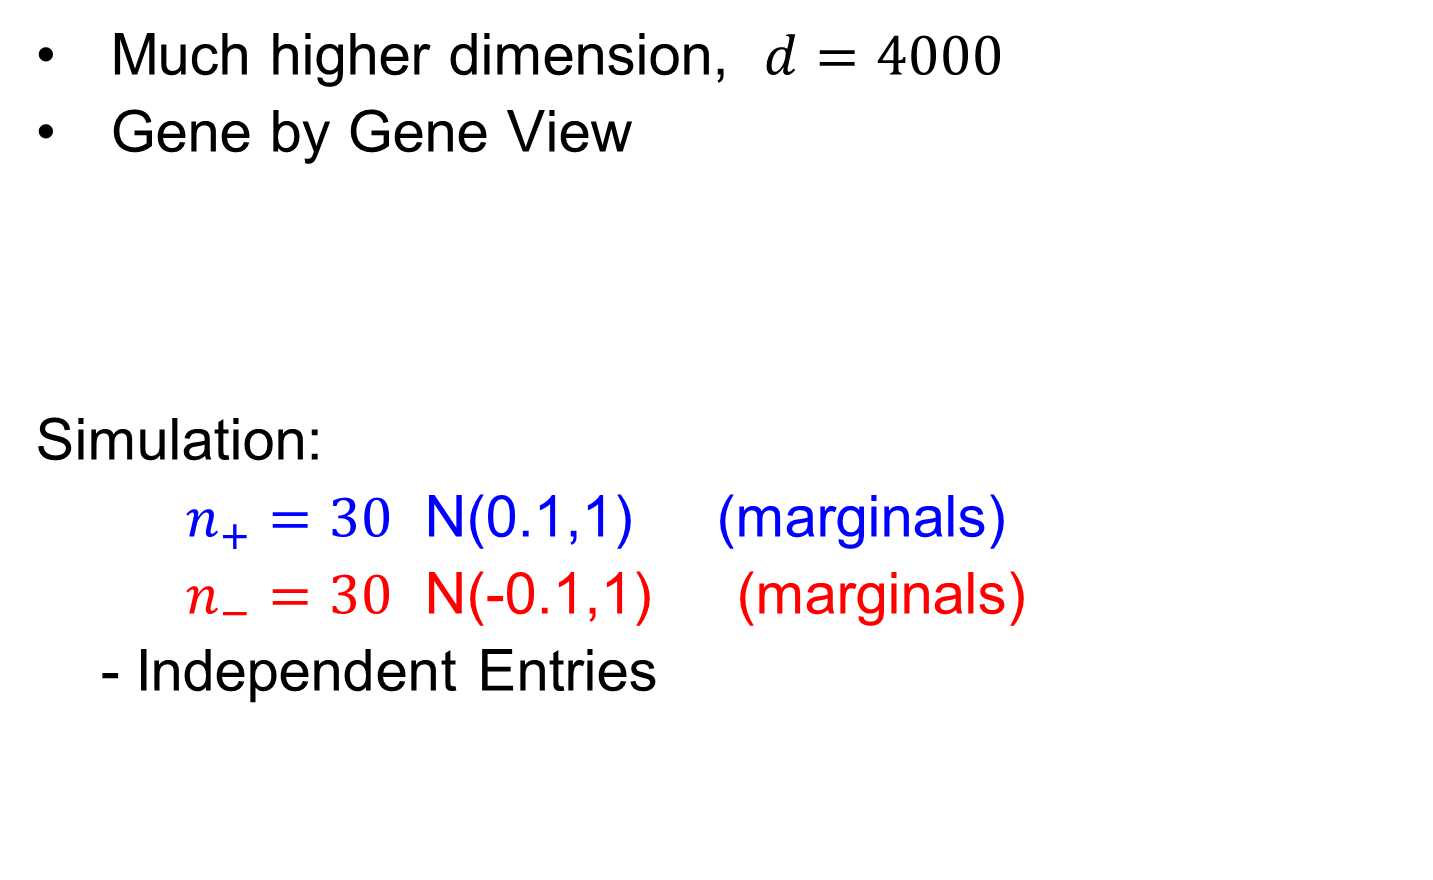 • Much higher dimension, d = 4000
• Gene by Gene View
Simulation:
n₊ = 30 N(0.1,1) (marginals)
n₋ = 30 N(-0.1,1) (marginals)
- Independent Entries